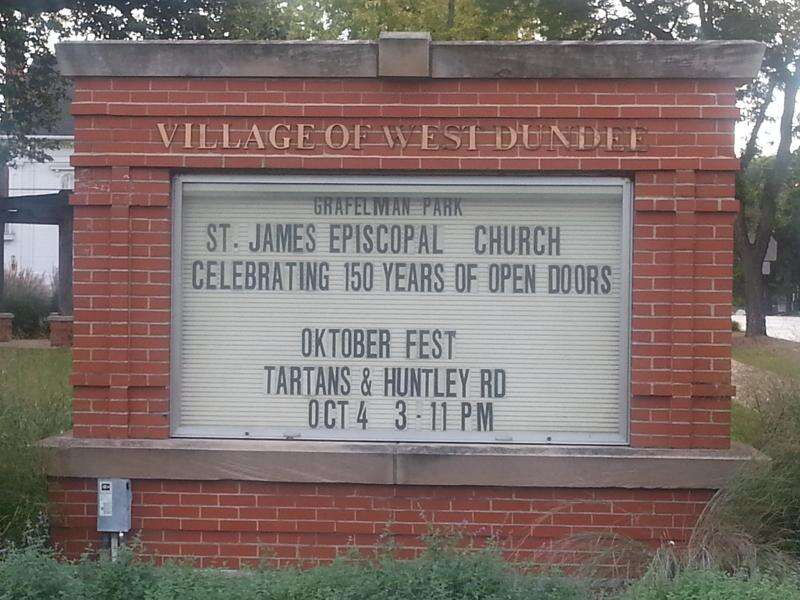 VILLAGE OF WEST DUNDEE
GRAFELMAN PARK
ST. JAMES EPISCOPAL CHURCH
CELEBRATING 150 YEARS OF OPEN DOORS
OKTOBER FEST
TARTANS & HUNTLEY RD
OCT 4 3 - 11 PM